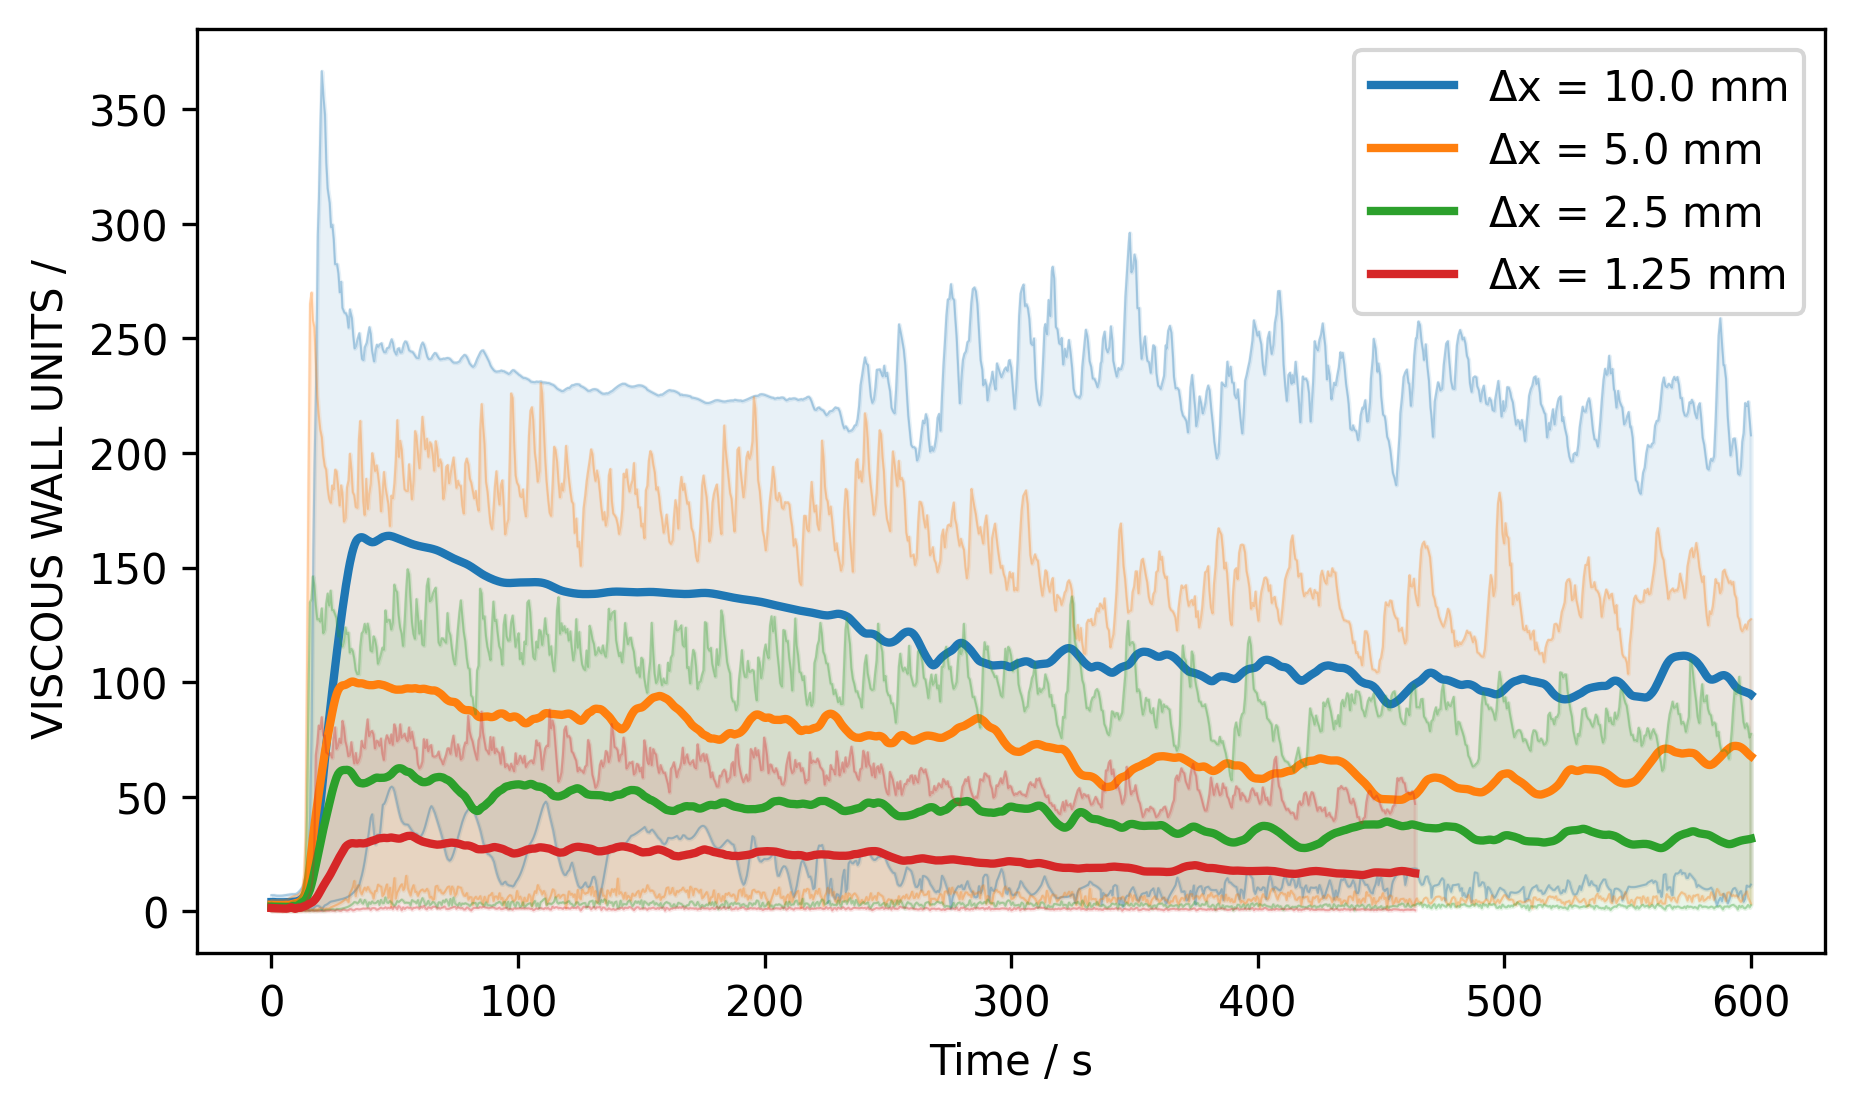 VISCOUS WALL UNITS /
350
300
250
200
150
100
50
0
0 100 200 300 400 500 600
Time / s
Δx = 10.0 mm
Δx = 5.0 mm
Δx = 2.5 mm
Δx = 1.25 mm